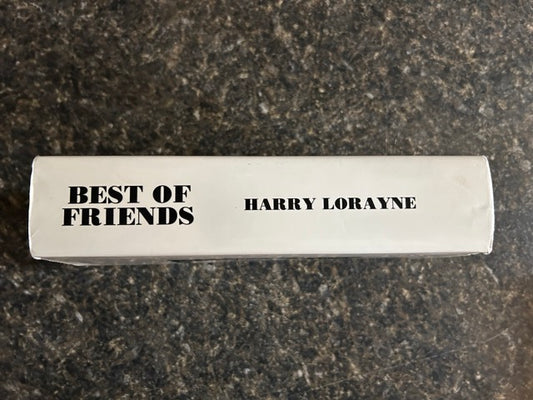 BEST OF
FRIENDS
HARRY LORAYNE